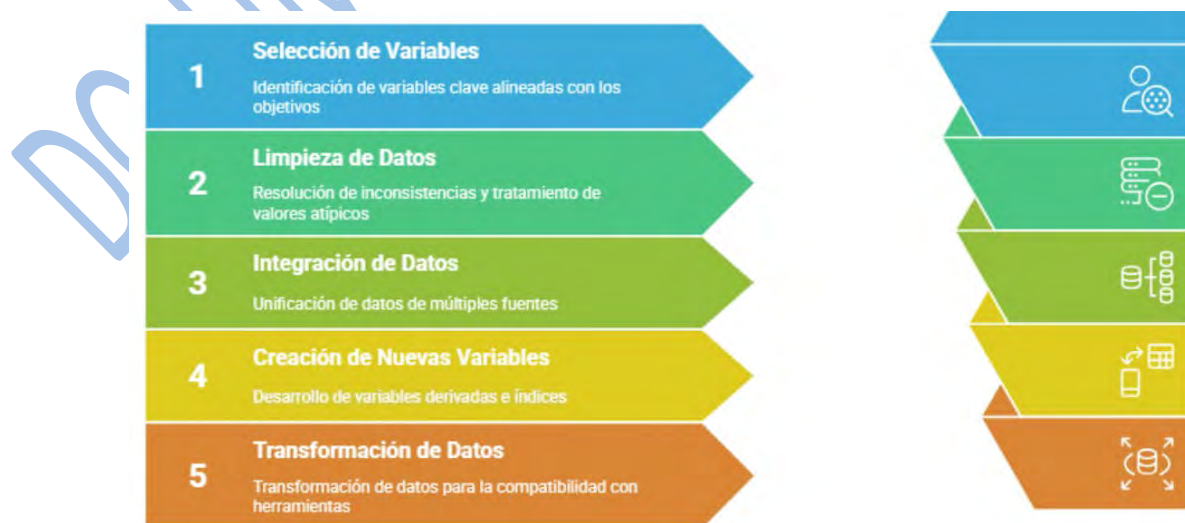 1
Selección de Variables
Identificación de variables clave alineadas con los
objetivos
2
Limpieza de Datos
Resolución de inconsistencias y tratamiento de
valores atípicos
3
Integración de Datos
Unificación de datos de múltiples fuentes
4
Creación de Nuevas Variables
Desarrollo de variables derivadas e índices
5
Transformación de Datos
Transformación de datos para la compatibilidad con
herramientas